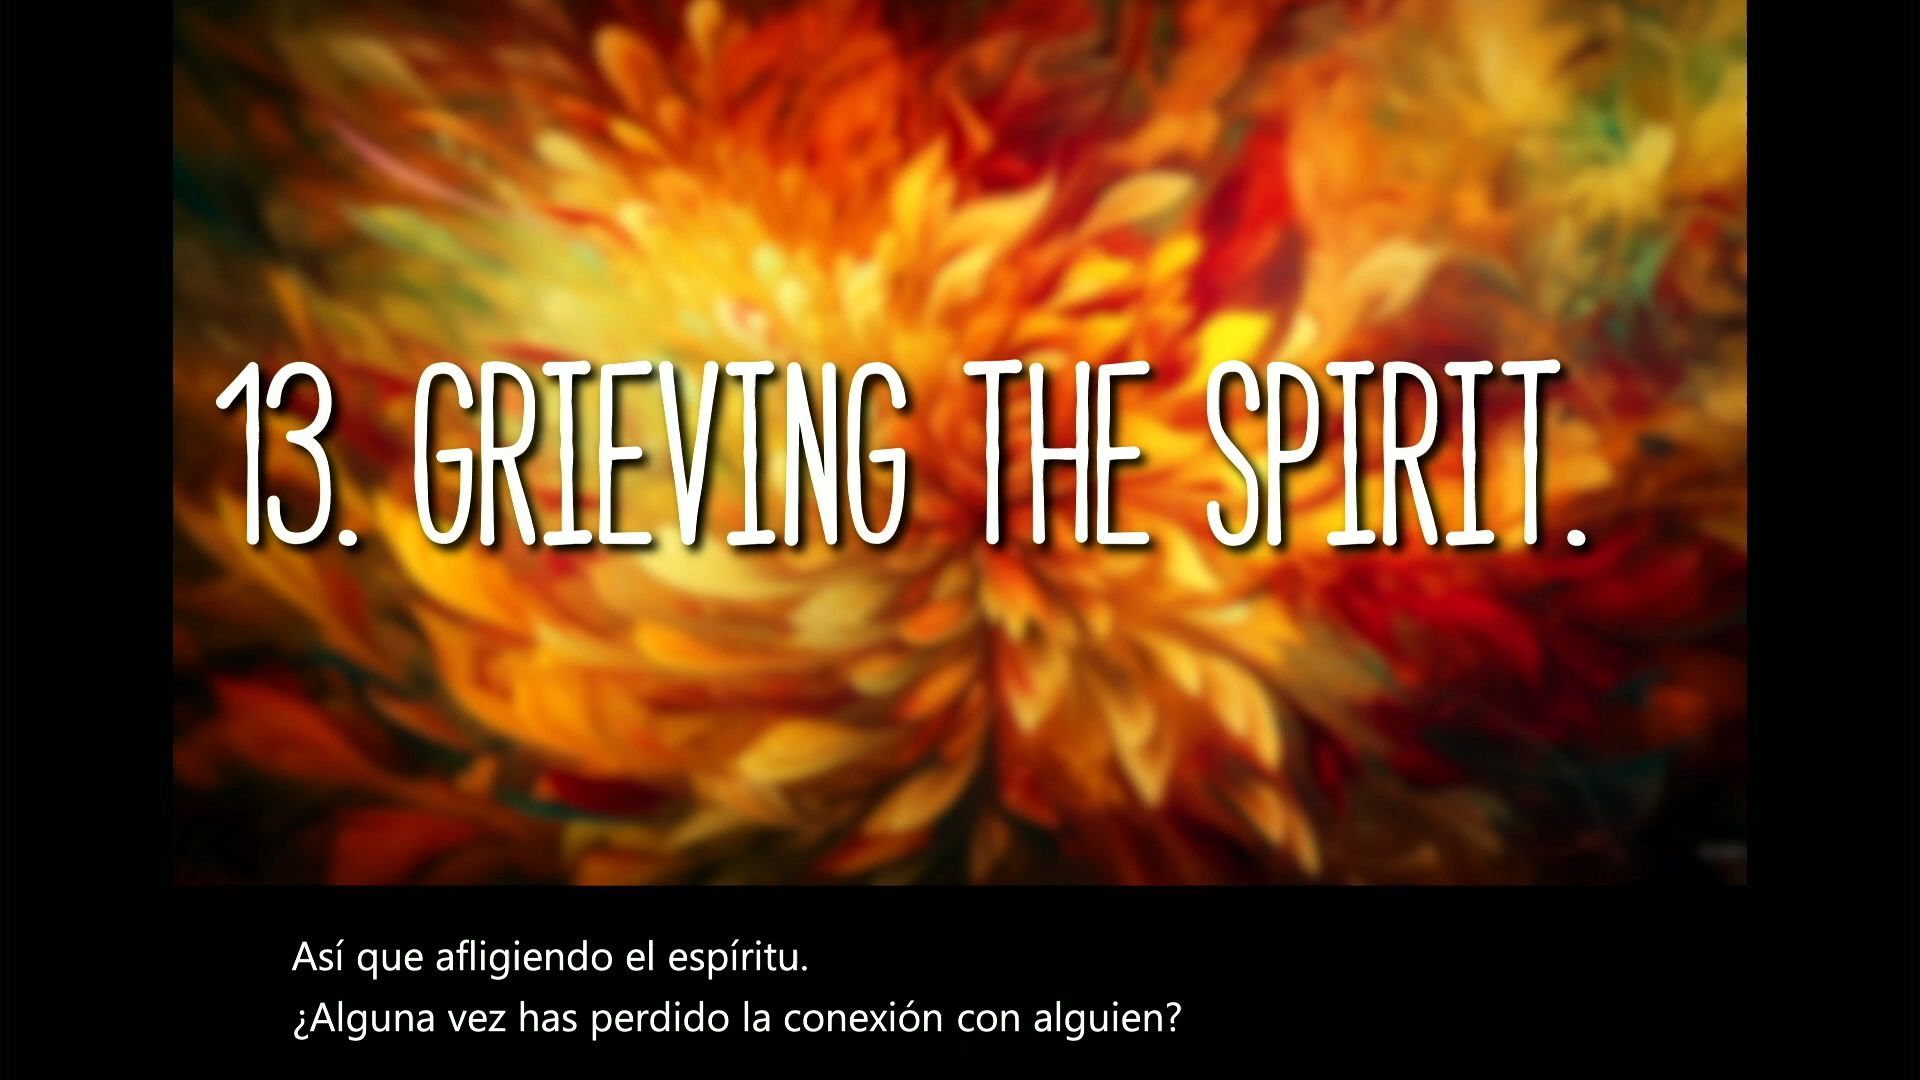 13. GRIEVING THE SPIRIT.
Así que afligiendo el espíritu.
¿Alguna vez has perdido la conexión con alguien?